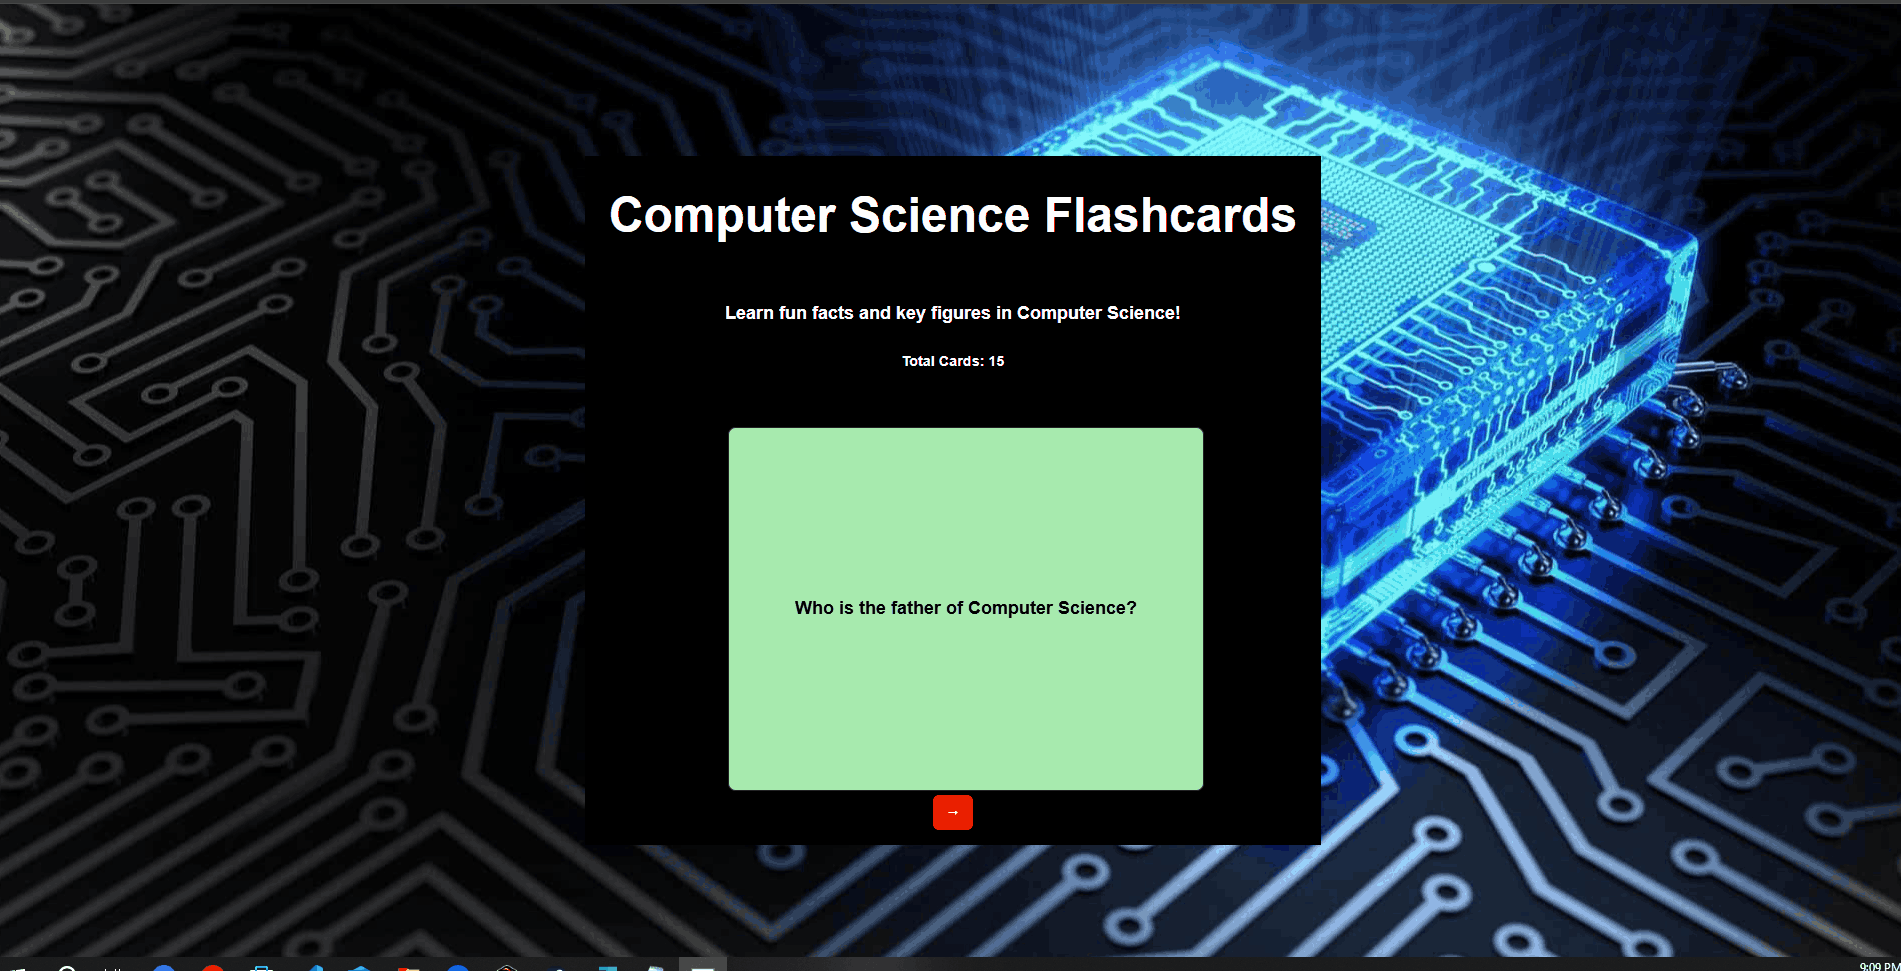 Computer Science Flashcards
Learn fun facts and key figures in Computer Science!
Total Cards: 15
Who is the father of Computer Science?
→
9:09 PM